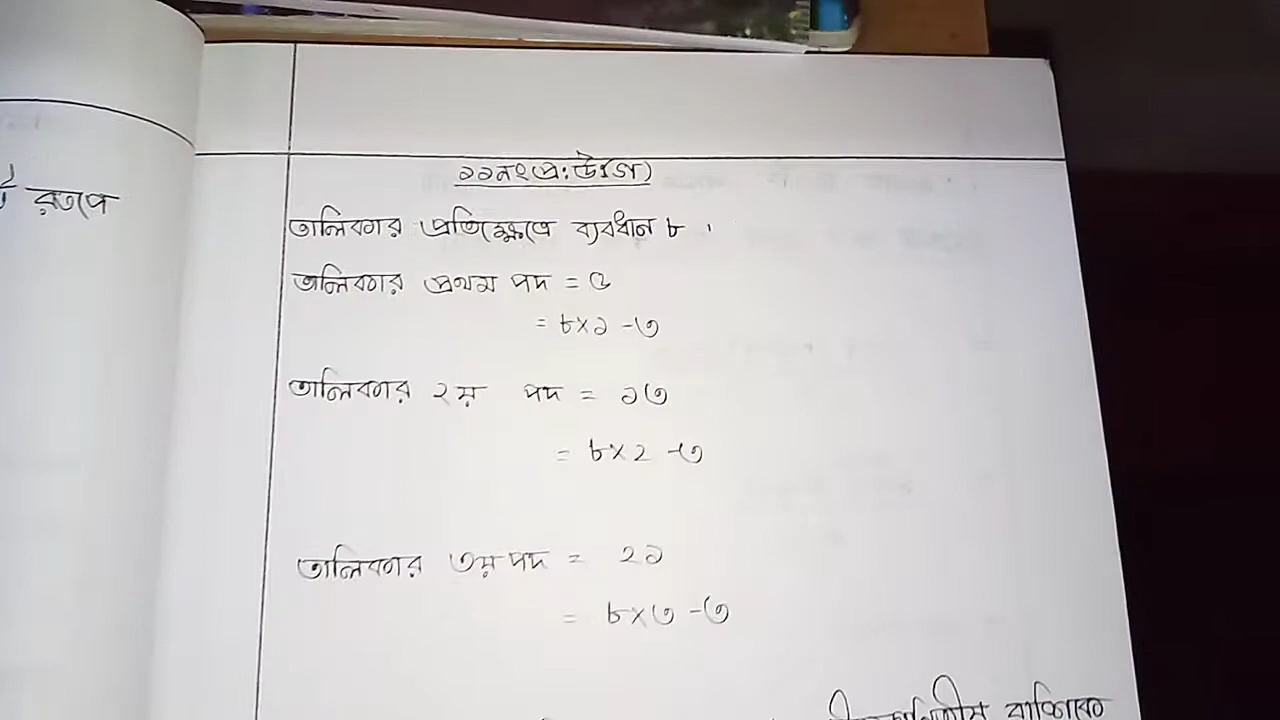 রূপে
১১নং প্র: উ: (গ)
তালিকার প্রতিক্ষেত্রে ব্যবধান ৮ ।
তালিকার প্রথম পদ = ৫
= ৮×১ -৩
তালিকার ২য় পদ = ১৩
= ৮×২ -৩
তালিকার ৩য় পদ = ২১
= ৮×৩ -৩